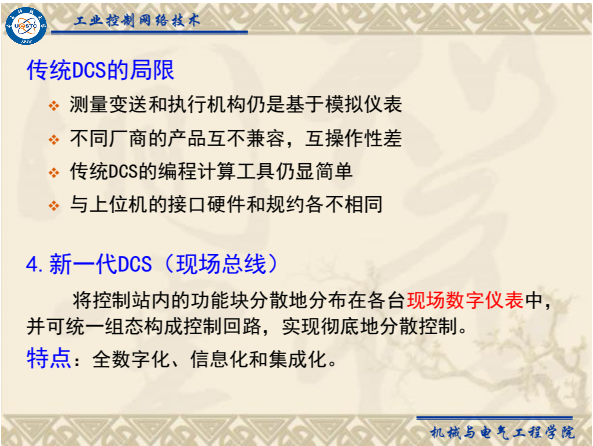 工业控制网络技术
传统DCS的局限
测量变送和执行机构仍是基于模拟仪表
不同厂商的产品互不兼容，互操作性差
传统DCS的编程计算工具仍显简单
与上位机的接口硬件和规约各不相同
4.新一代DCS（现场总线）
将控制站内的功能块分散地分布在各台现场数字仪表中，
并可统一组态构成控制回路，实现彻底地分散控制。
特点：全数字化、信息化和集成化。
机械与电气工程学院